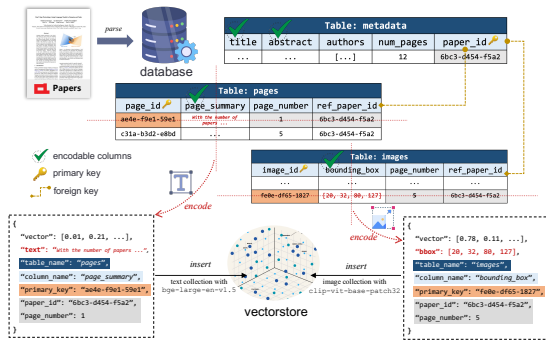 parse
Papers
database
Table: metadata
title abstract authors num_pages paper_id
... ... [...] 12 6bc3-d454-f5a2
Table: pages
page_id page_summary page_number ref_paper_id
ae4e-f9e1-59e1 With the number of papers ... 1 6bc3-d454-f5a2
c31a-b3d2-e8bd ... 5 6bc3-d454-f5a2
encodable columns
primary key
foreign key
Table: images
image_id bounding_box page_number ref_paper_id
... ... ... ...
fe0e-df65-1827 [20, 32, 80, 127] 5 6bc3-d454-f5a2
T
encode
encode
{
"vector": [0.01, 0.21, ...],
"text": "With the number of papers ...",
"table_name": "pages",
"column_name": "page_summary",
"primary_key": "ae4e-f9e1-59e1",
"paper_id": "6bc3-d454-f5a2",
"page_number": 1
}
insert
text collection with
bge-large-en-v1.5
vectorstore
insert
image collection with
clip-vit-base-patch32
{
"vector": [0.78, 0.11, ...],
"bbox": [20, 32, 80, 127],
"table_name": "images",
"column_name": "bounding_box",
"primary_key": "fe0e-df65-1827",
"paper_id": "6bc3-d454-f5a2",
"page_number": 5
}